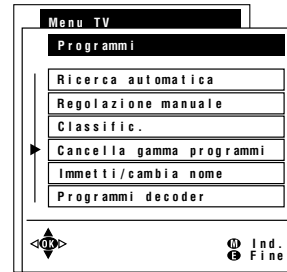 Menu TV
Programmi
Ricerca automatica
Regolazione manuale
Classific.
Cancella gamma programmi
Immetti/cambia nome
Programmi decoder
OK
M Ind.
E Fine